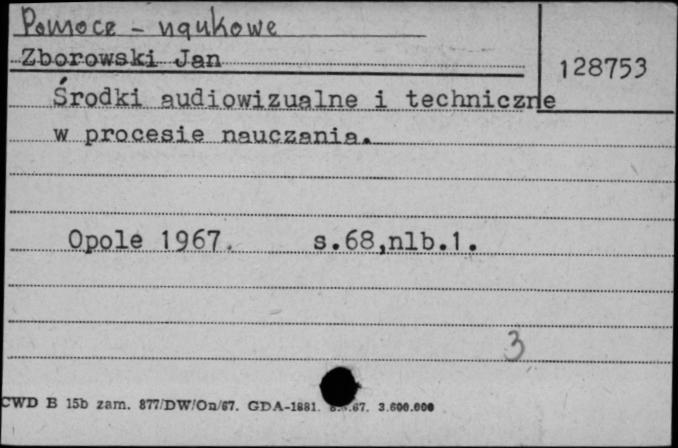 Pomoce - naukowe
Zborowski Jan
128753
Środki audiowizualne i techniczne
w procesie nauczania.
Opole 1967. s.68,nlb.1.
3
CWD B 15b zam. 877/DW/On/67. GDA-1881. 67. 3.600.000